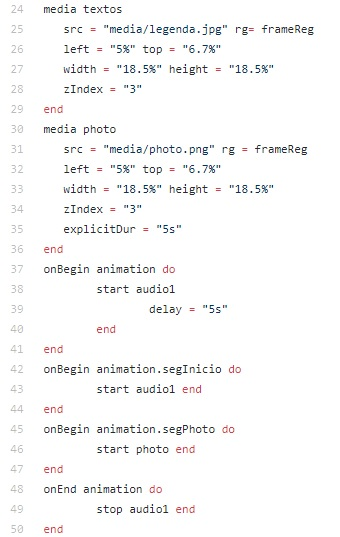 24 media textos
25 src = "media/legenda.jpg" rg= frameReg
26 left = "5%" top = "6.7%"
27 width = "18.5%" height = "18.5%"
28 zIndex = "3"
29 end
30 media photo
31 src = "media/photo.png" rg = frameReg
32 left = "5%" top = "6.7%"
33 width = "18.5%" height = "18.5%"
34 zIndex = "3"
35 explicitDur = "5s"
36 end
37 onBegin animation do
38 start audio1
39 delay = "5s"
40 end
41 end
42 onBegin animation.segInicio do
43 start audio1 end
44 end
45 onBegin animation.segPhoto do
46 start photo end
47 end
48 onEnd animation do
49 stop audio1 end
50 end